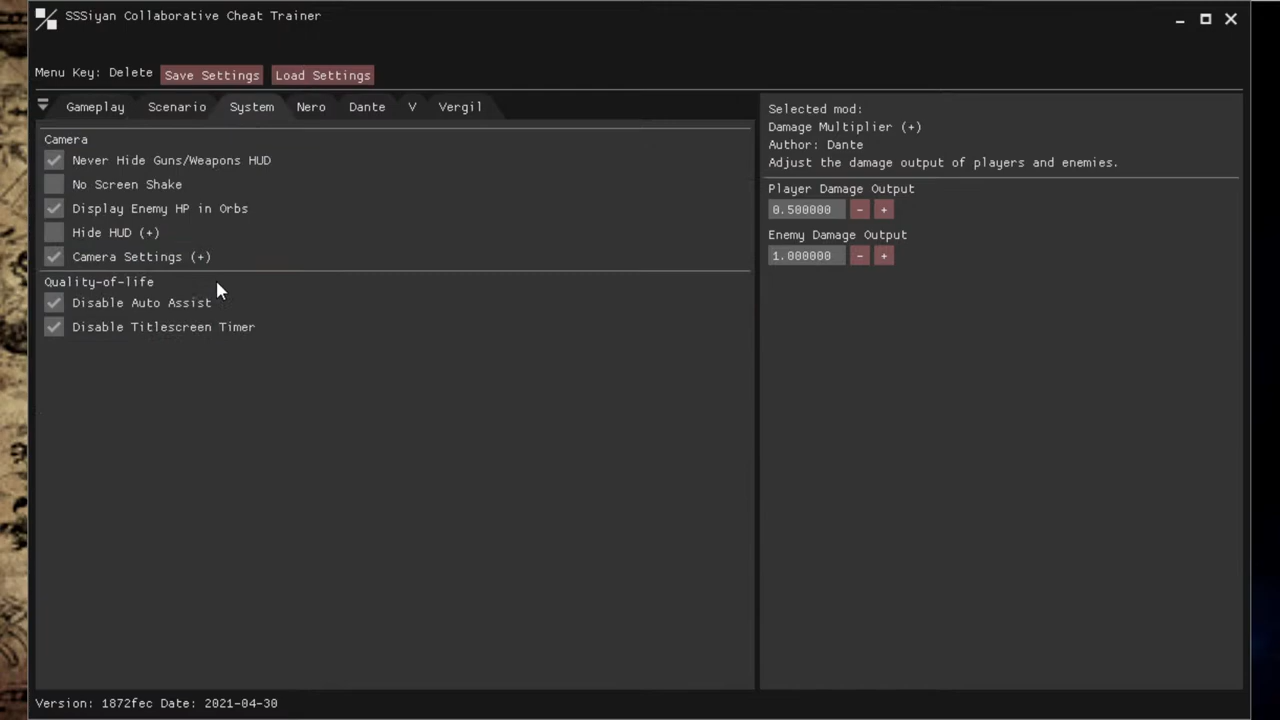 SSSiyan Collaborative Cheat Trainer
Menu Key: Delete Save Settings Load Settings
Gameplay Scenario System Nero Dante V Vergil
Camera
Never Hide Guns/Weapons HUD
No Screen Shake
Display Enemy HP in Orbs
Hide HUD (+)
Camera Settings (+)
Quality-of-life
Disable Auto Assist
Disable Titlescreen Timer
Selected mod:
Damage Multiplier (+)
Author: Dante
Adjust the damage output of players and enemies.
Player Damage Output
0.500000 - +
Enemy Damage Output
1.000000 - +
Version: 1872fec Date: 2021-04-30